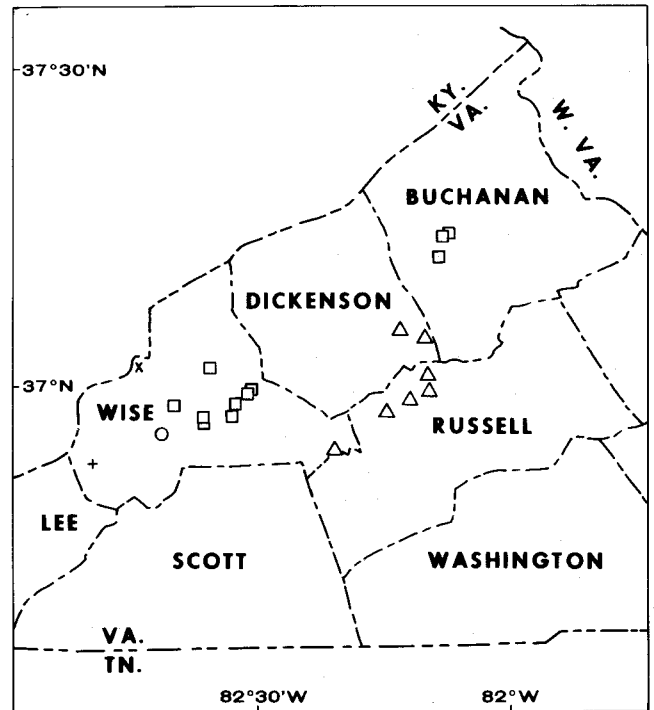 37°30'N
KY.
VA.
W. VA.
BUCHANAN
DICKENSON
37°N
WISE
RUSSELL
LEE
SCOTT
WASHINGTON
VA.
TN.
82°30'W
82°W